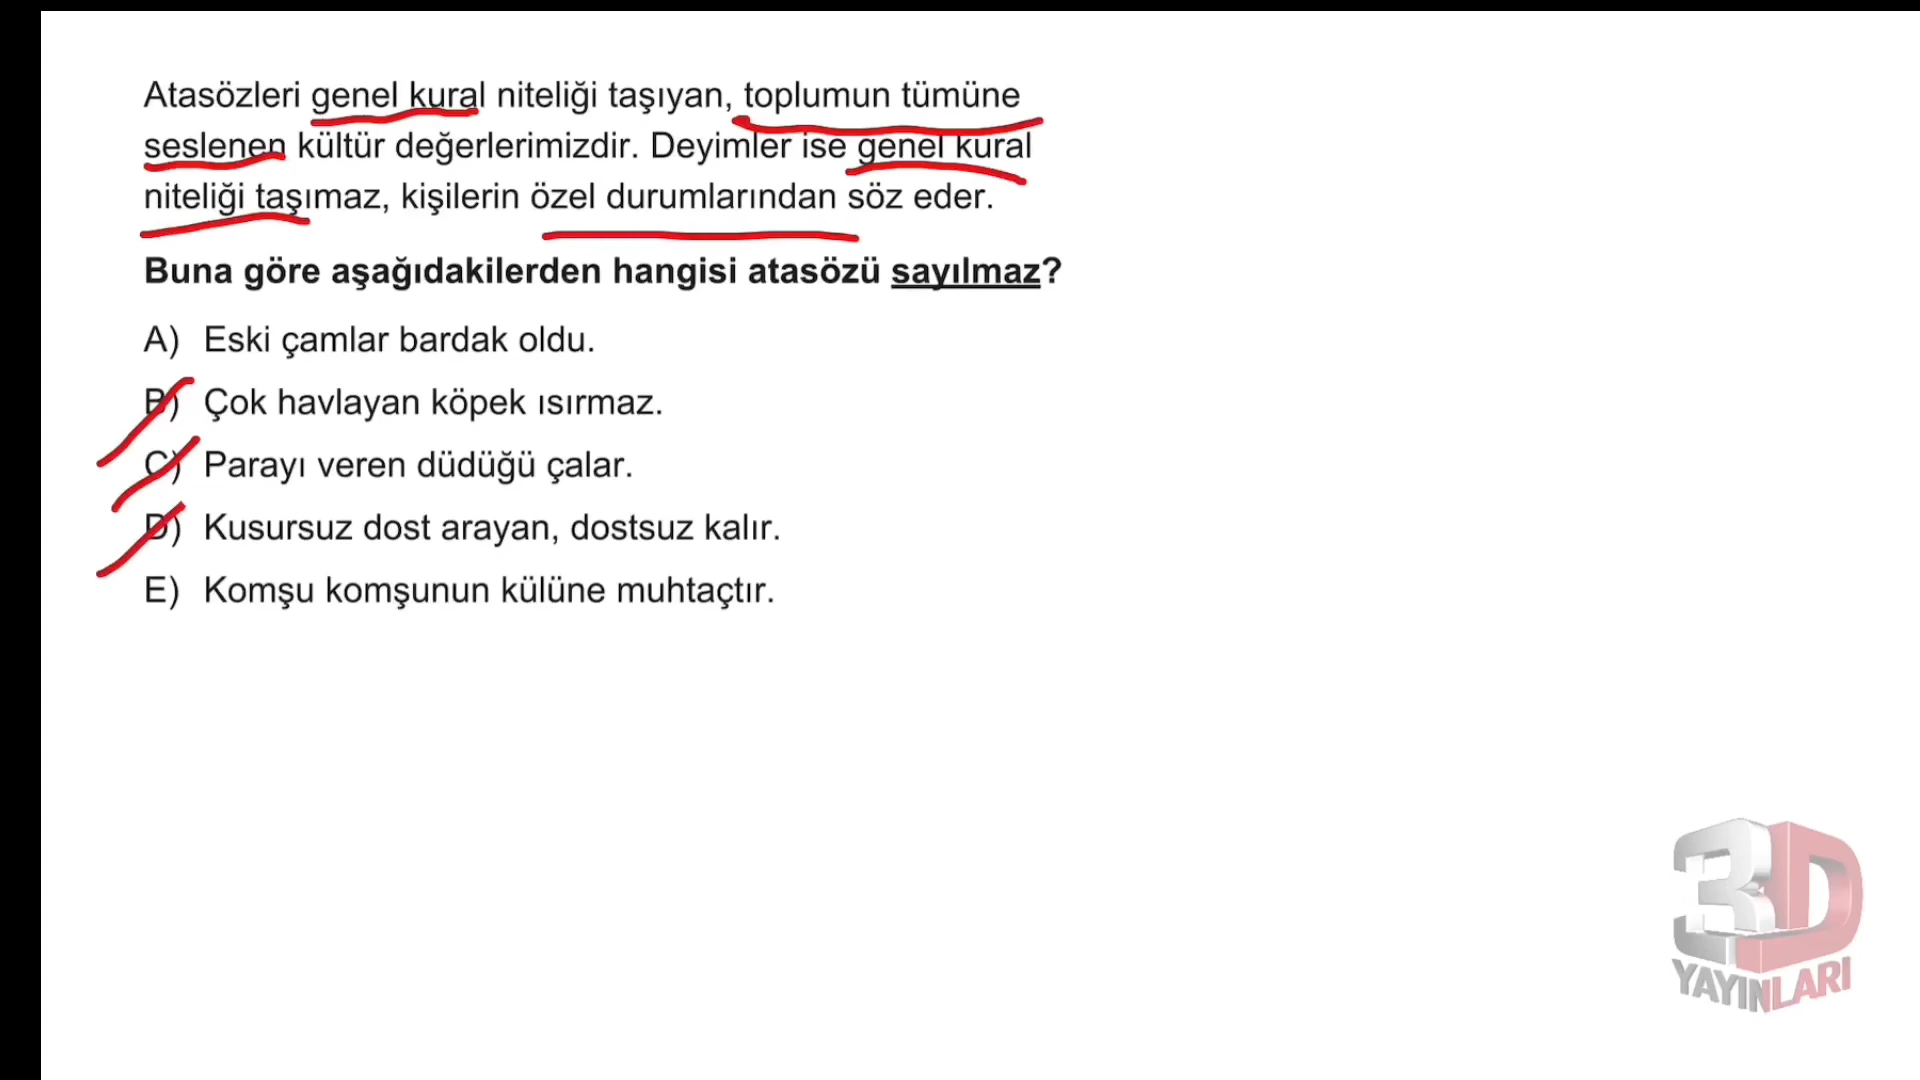 Atasözleri genel kural niteliği taşıyan, toplumun tümüne
seslenen kültür değerlerimizdir. Deyimler ise genel kural
niteliği taşımaz, kişilerin özel durumlarından söz eder.
Buna göre aşağıdakilerden hangisi atasözü sayılmaz?
A) Eski çamlar bardak oldu.
B) Çok havlayan köpek ısırmaz.
C) Parayı veren düdüğü çalar.
D) Kusursuz dost arayan, dostsuz kalır.
E) Komşu komşunun külüne muhtaçtır.
3D
YAYINLARI